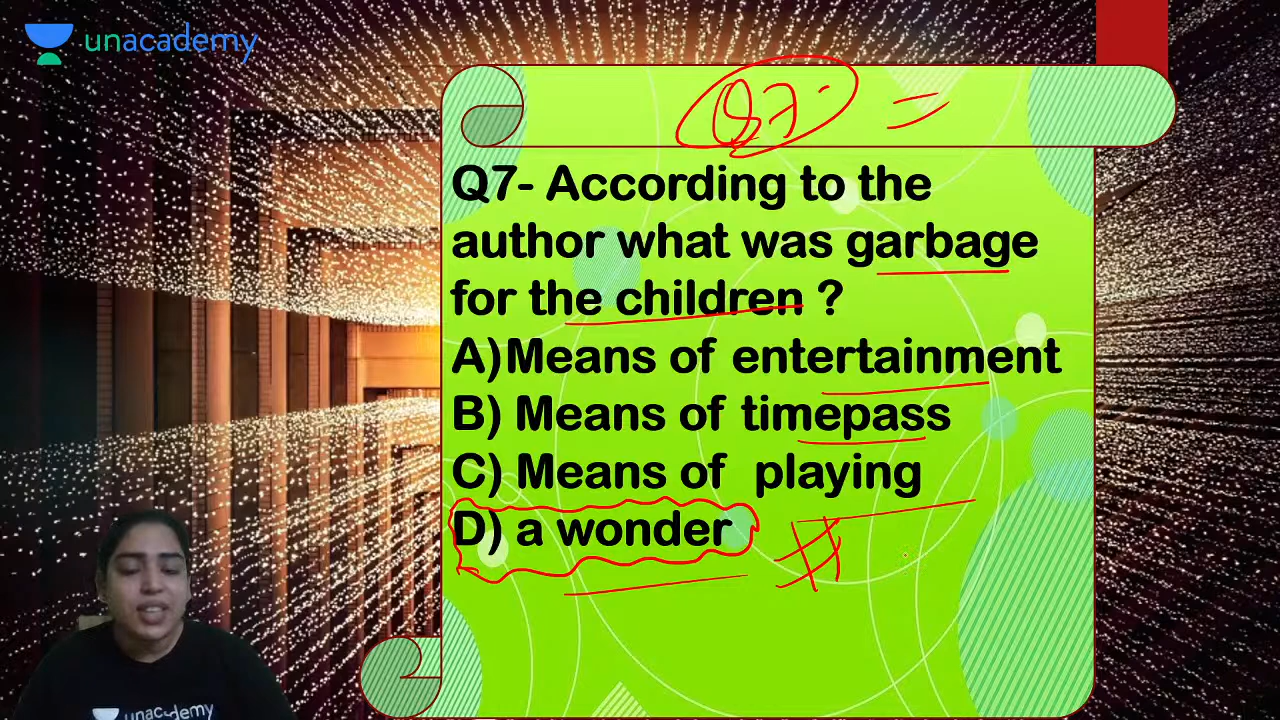 unacademy
Q7. =
Q7- According to the
author what was garbage
for the children ?
A)Means of entertainment
B) Means of timepass
C) Means of playing
D) a wonder
unacademy